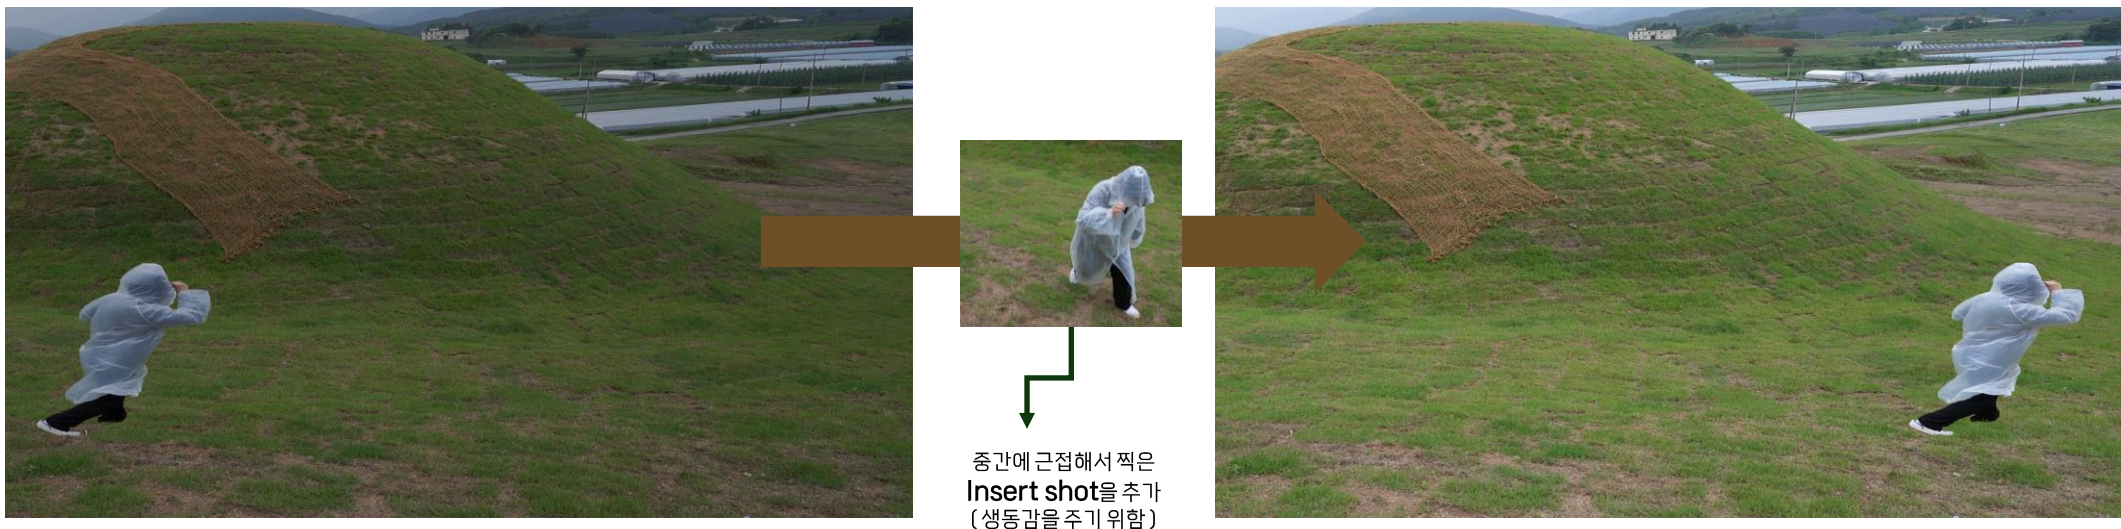 중간에 근접해서 찍은
Insert shot을 추가
( 생동감을 주기 위함 )